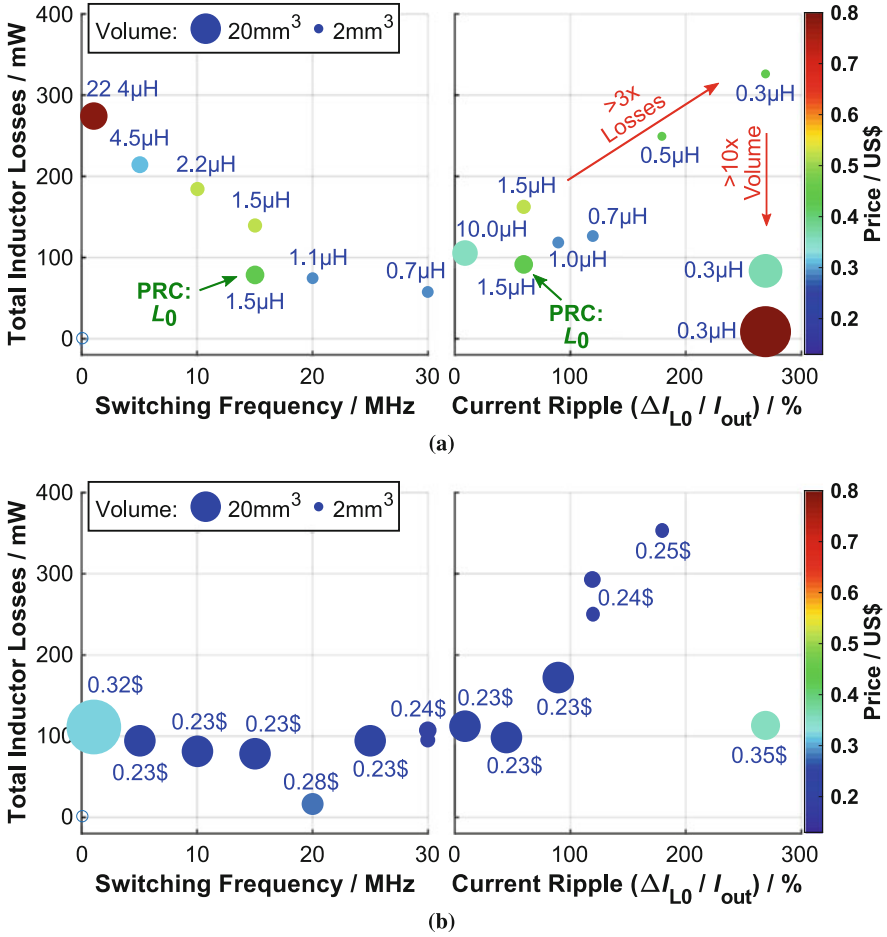 Volume: 20mm³ 2mm³
Total Inductor Losses / mW
400
300
200
100
0
22 4µH
4.5µH
2.2µH
1.5µH
1.1µH
0.7µH
1.5µH
PRC:
L0
0
10
20
30
Switching Frequency / MHz
>3x
Losses
0.3µH
0.5µH
>10x
Volume
1.5µH
10.0µH
0.7µH
1.0µH
1.5µH
0.3µH
PRC:
L0
0.3µH
0
100
200
300
Current Ripple (ΔIL0 / Iout) / %
0.8
0.7
0.6
0.5
0.4
0.3
0.2
Price / US$
(a)
Volume: 20mm³ 2mm³
Total Inductor Losses / mW
400
300
200
100
0
0.32$
0.23$
0.23$
0.23$
0.28$
0.23$
0.24$
0
10
20
30
Switching Frequency / MHz
0.25$
0.24$
0.23$
0.23$
0.23$
0.35$
0
100
200
300
Current Ripple (ΔIL0 / Iout) / %
0.8
0.7
0.6
0.5
0.4
0.3
0.2
Price / US$
(b)